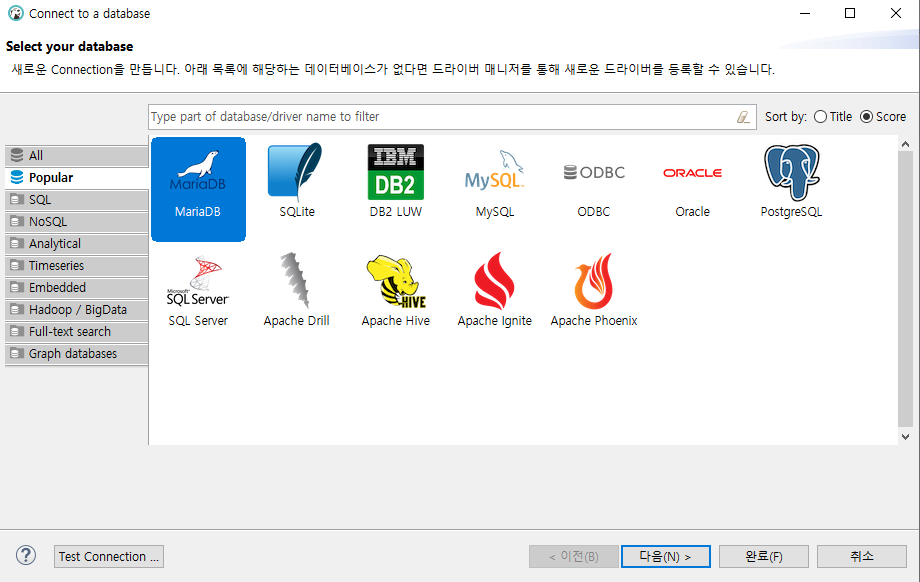 Connect to a database
Select your database
새로운 Connection을 만듭니다. 아래 목록에 해당하는 데이터베이스가 없다면 드라이버 매니저를 통해 새로운 드라이버를 등록할 수 있습니다.
Type part of database/driver name to filter
Sort by: Title Score
All
Popular
SQL
NoSQL
Analytical
Timeseries
Embedded
Hadoop / BigData
Full-text search
Graph databases
MariaDB IBM DB2 MySQL ODBC ORACLE
MariaDB SQLite DB2 LUW MySQL ODBC Oracle PostgreSQL
Microsoft SQL Server HIVE
SQL Server Apache Drill Apache Hive Apache Ignite Apache Phoenix
? Test Connection ... < 이전(B) 다음(N) > 완료(F) 취소